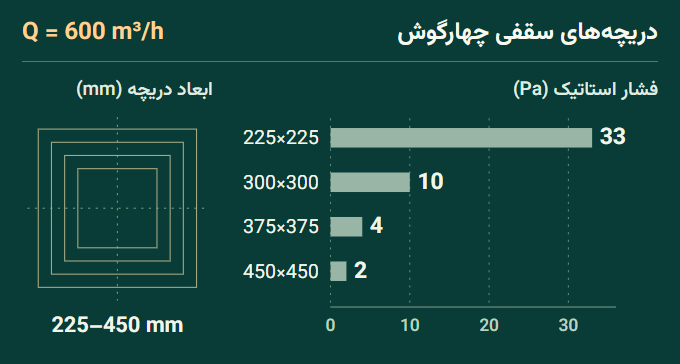 دریچه‌های سقفی چهارگوش
Q = 600 m³/h
فشار استاتیک (Pa)
225×225 33
300×300 10
375×375 4
450×450 2
0 10 20 30
ابعاد دریچه (mm)
225–450 mm